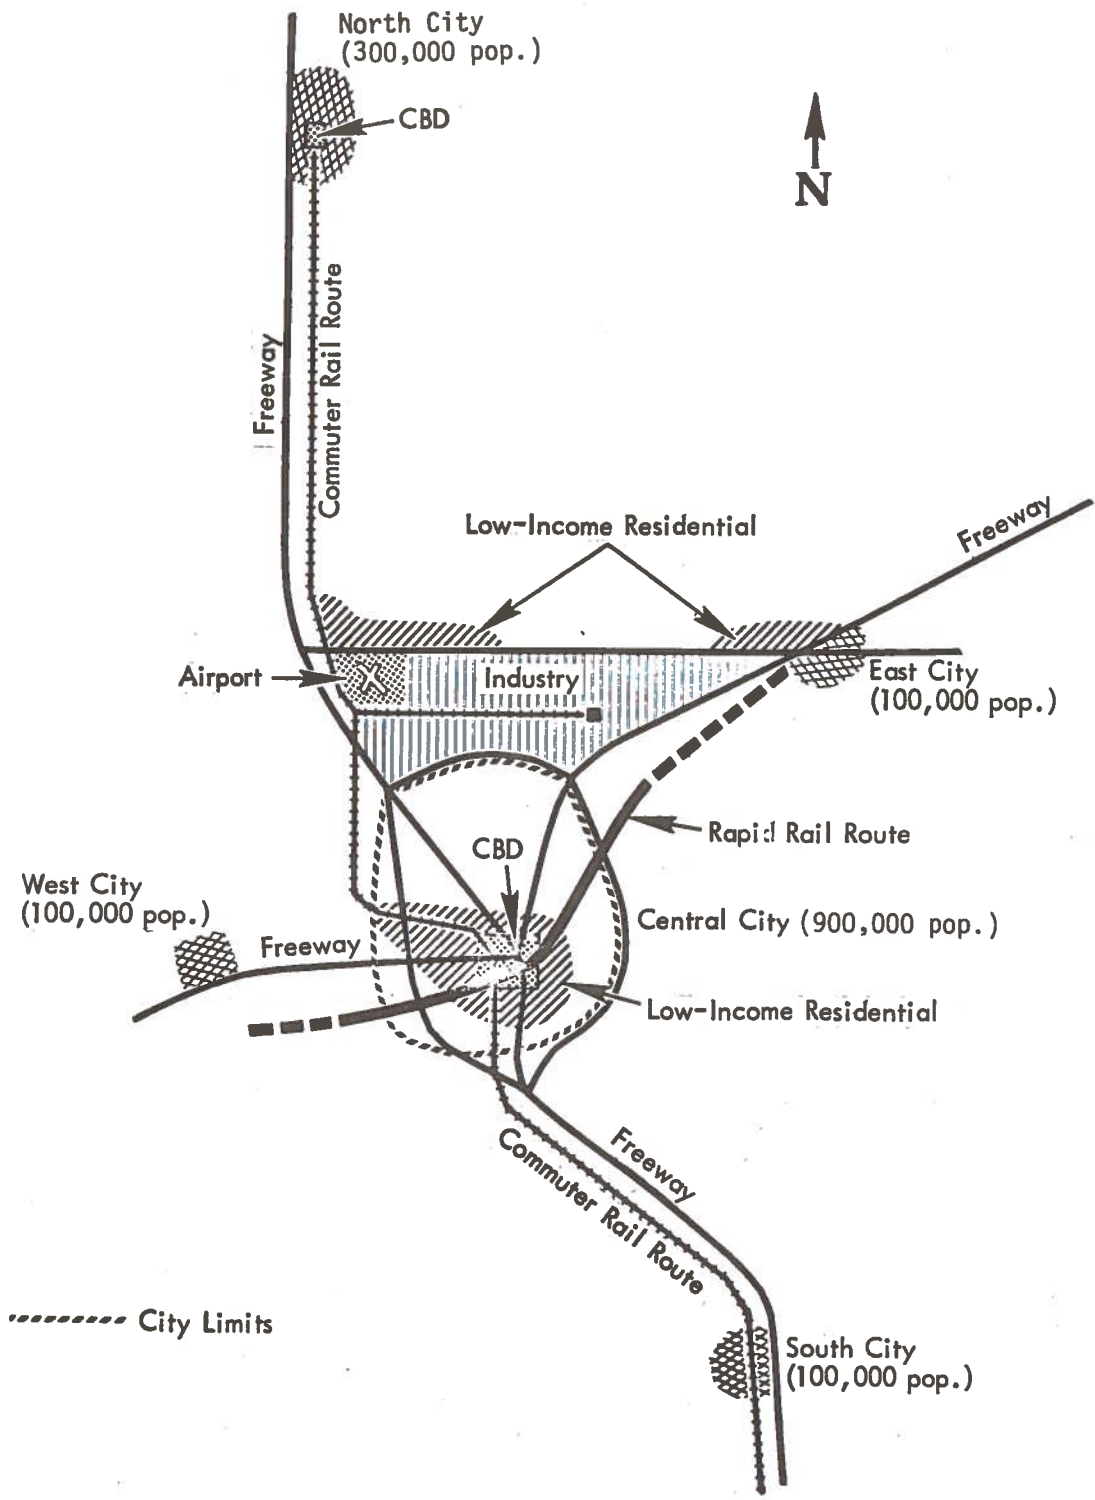 North City
(300,000 pop.)
CBD
N
Commuter Rail Route
Freeway
Low-Income Residential
Freeway
Airport
Industry
East City
(100,000 pop.)
Rapid Rail Route
CBD
West City
(100,000 pop.)
Central City (900,000 pop.)
Freeway
Low-Income Residential
Freeway
Commuter Rail Route
City Limits
South City
(100,000 pop.)